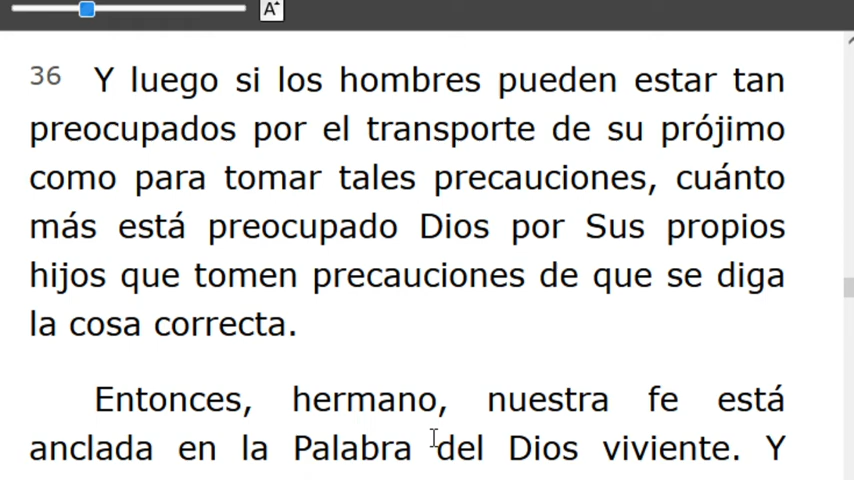 A
36 Y luego si los hombres pueden estar tan
preocupados por el transporte de su prójimo
como para tomar tales precauciones, cuánto
más está preocupado Dios por Sus propios
hijos que tomen precauciones de que se diga
la cosa correcta.
Entonces, hermano, nuestra fe está
anclada en la Palabra del Dios viviente. Y